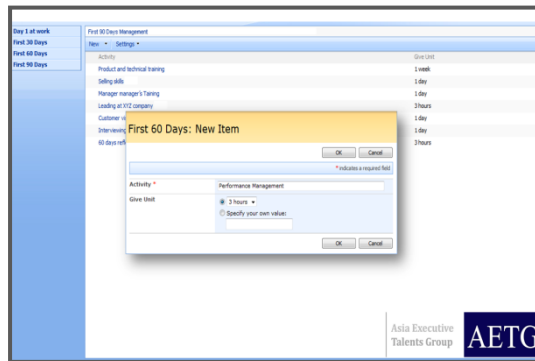 Day 1 at work
First 30 Days
First 60 Days
First 90 Days
First 90 Days Management
New Settings
Activity Give Unit
Product and technical training 1 week
Selling skills 1 day
Manager manager's Taining 1 day
Leading at XYZ company 3 hours
Customer 1 day
Interviewing 1 day
60 days 3 hours
First 60 Days: New Item
OK Cancel
* indicates a required field
Activity * Performance Management
Give Unit 3 hours
Specify your own value:
OK Cancel
Asia Executive
Talents Group
AETG